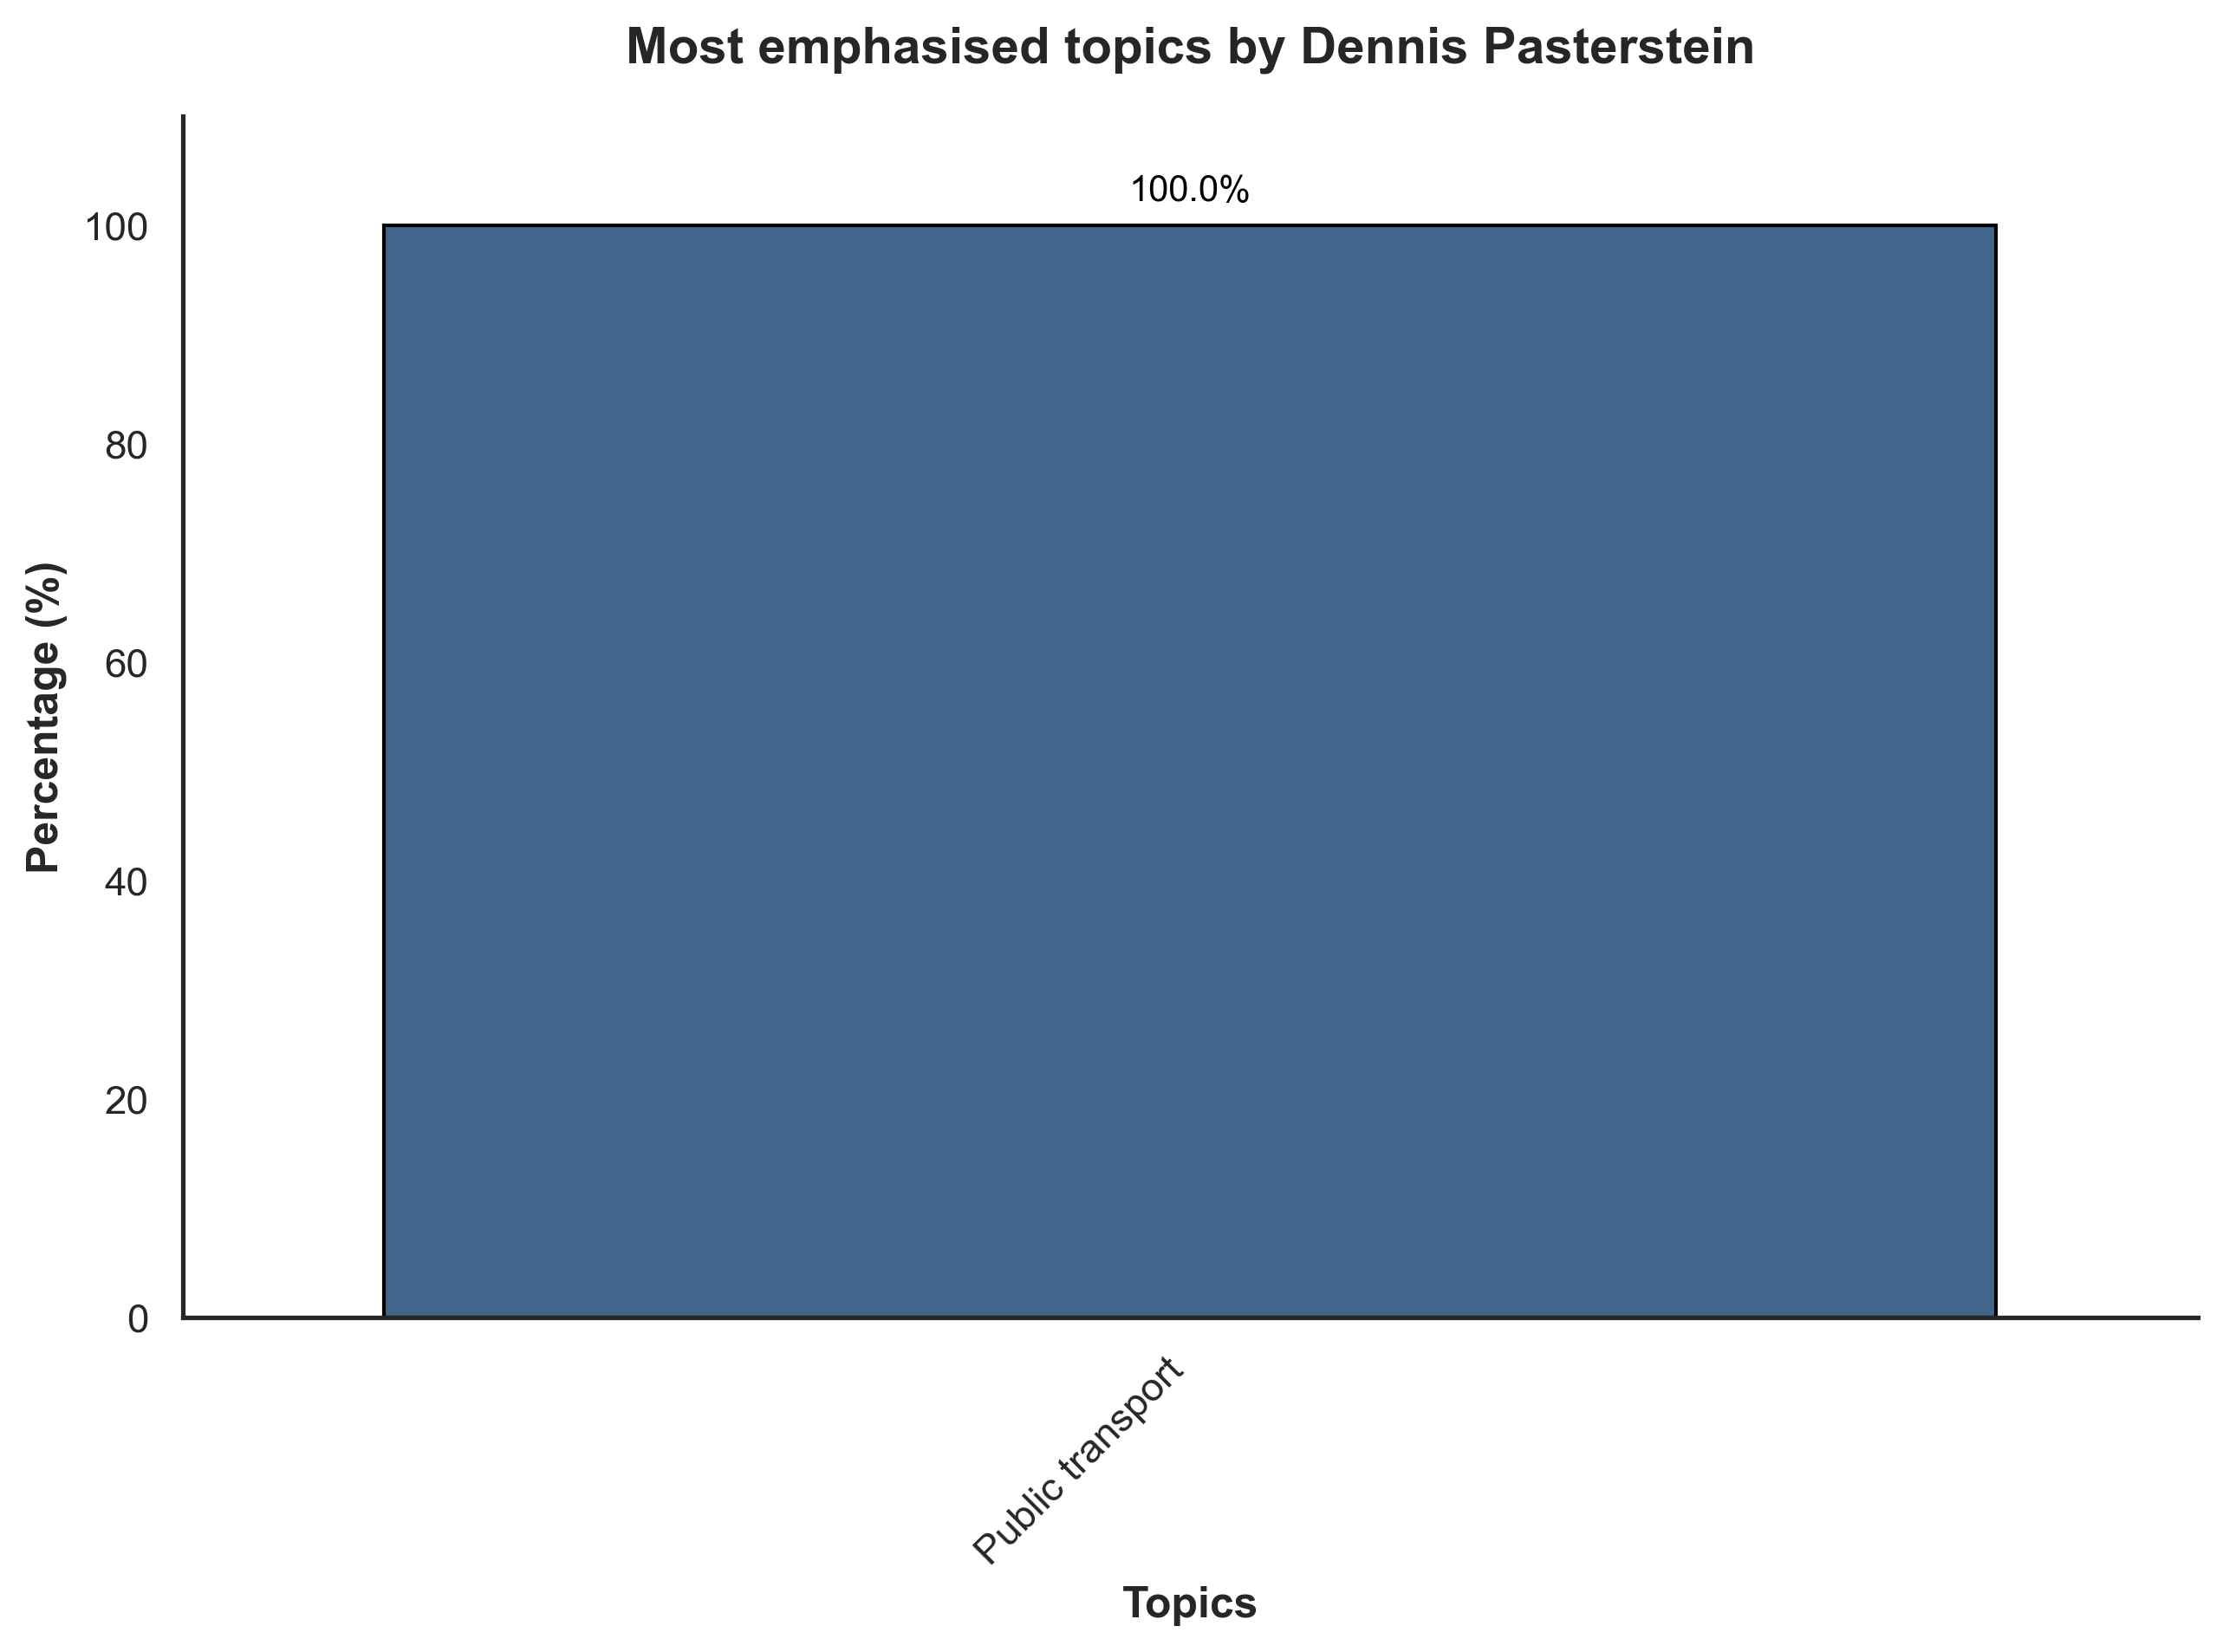 Most emphasised topics by Dennis Pasterstein
100.0%
100
80
60
40
20
0
Percentage (%)
Public transport
Topics